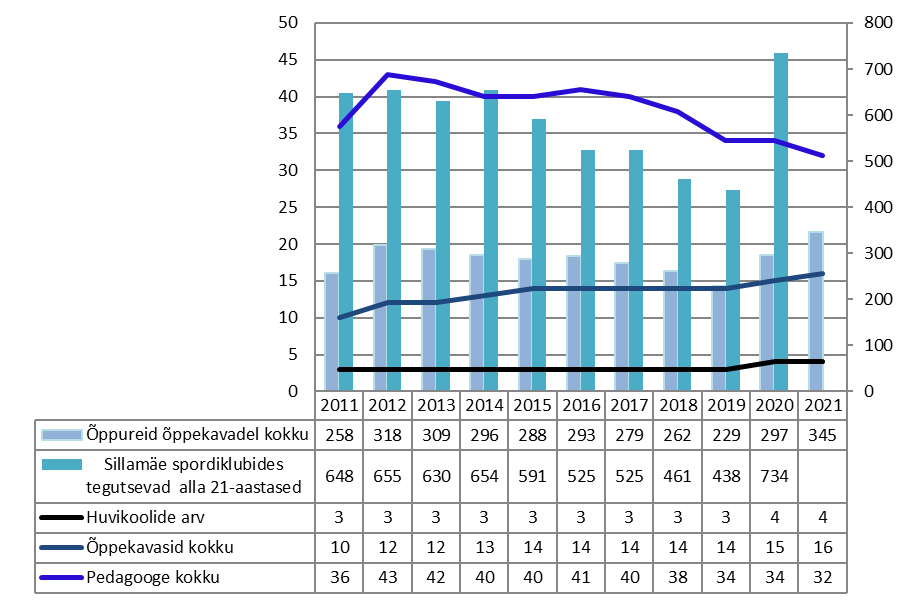 50 800
45 700
40 600
35 500
30 400
25 300
20 200
15 100
10 0
5
0
2011 2012 2013 2014 2015 2016 2017 2018 2019 2020 2021
Õppureid õppekavadel kokku 258 318 309 296 288 293 279 262 229 297 345
Sillamäe spordiklubides
tegutsevad alla 21-aastased 648 655 630 654 591 525 525 461 438 734
Huvikoolide arv 3 3 3 3 3 3 3 3 3 4 4
Õppekavasid kokku 10 12 12 13 14 14 14 14 14 15 16
Pedagooge kokku 36 43 42 40 40 41 40 38 34 34 32